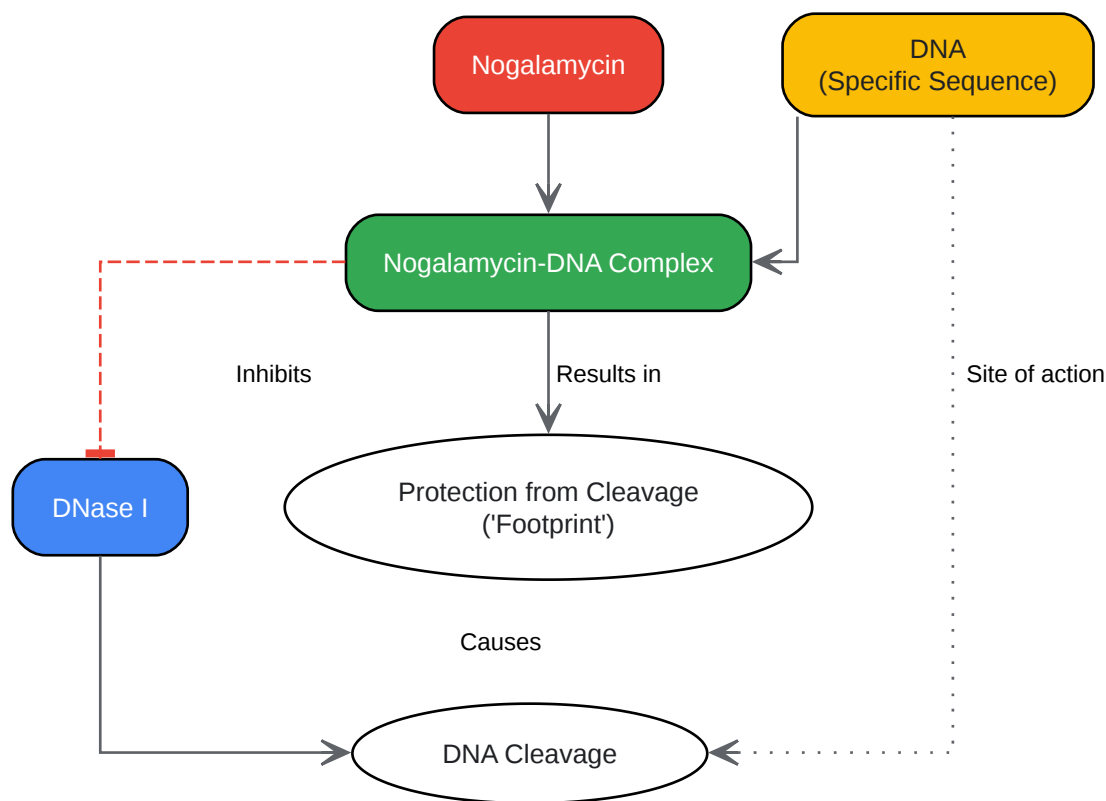 Nogalamycin
DNA
(Specific Sequence)
Nogalamycin-DNA Complex
Inhibits
Results in
Site of action
DNase I
Protection from Cleavage
('Footprint')
Causes
DNA Cleavage